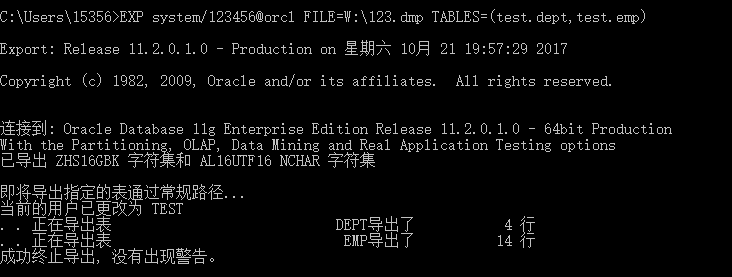 C:\Users\15356>EXP system/123456@orcl FILE=W:\123.dmp TABLES=(test.dept,test.emp)
Export: Release 11.2.0.1.0 - Production on 星期六 10月 21 19:57:29 2017
Copyright (c) 1982, 2009, Oracle and/or its affiliates.  All rights reserved.
连接到: Oracle Database 11g Enterprise Edition Release 11.2.0.1.0 - 64bit Production
With the Partitioning, OLAP, Data Mining and Real Application Testing options
已导出 ZHS16GBK 字符集和 AL16UTF16 NCHAR 字符集
即将导出指定的表通过常规路径...
当前的用户已更改为 TEST
. . 正在导出表 DEPT导出了 4 行
. . 正在导出表 EMP导出了 14 行
成功终止导出, 没有出现警告。